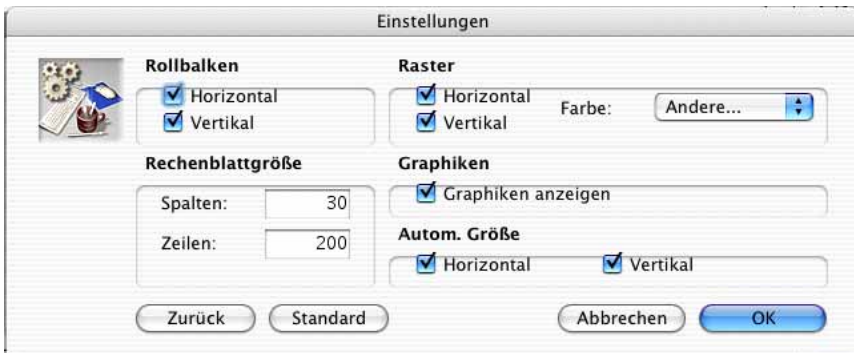 Einstellungen
Rollbalken
Horizontal
Vertikal
Raster
Horizontal
Vertikal
Farbe: Andere...
Rechenblattgröße
Spalten: 30
Zeilen: 200
Graphiken
Graphiken anzeigen
Autom. Größe
Horizontal Vertikal
Zurück Standard Abbrechen OK